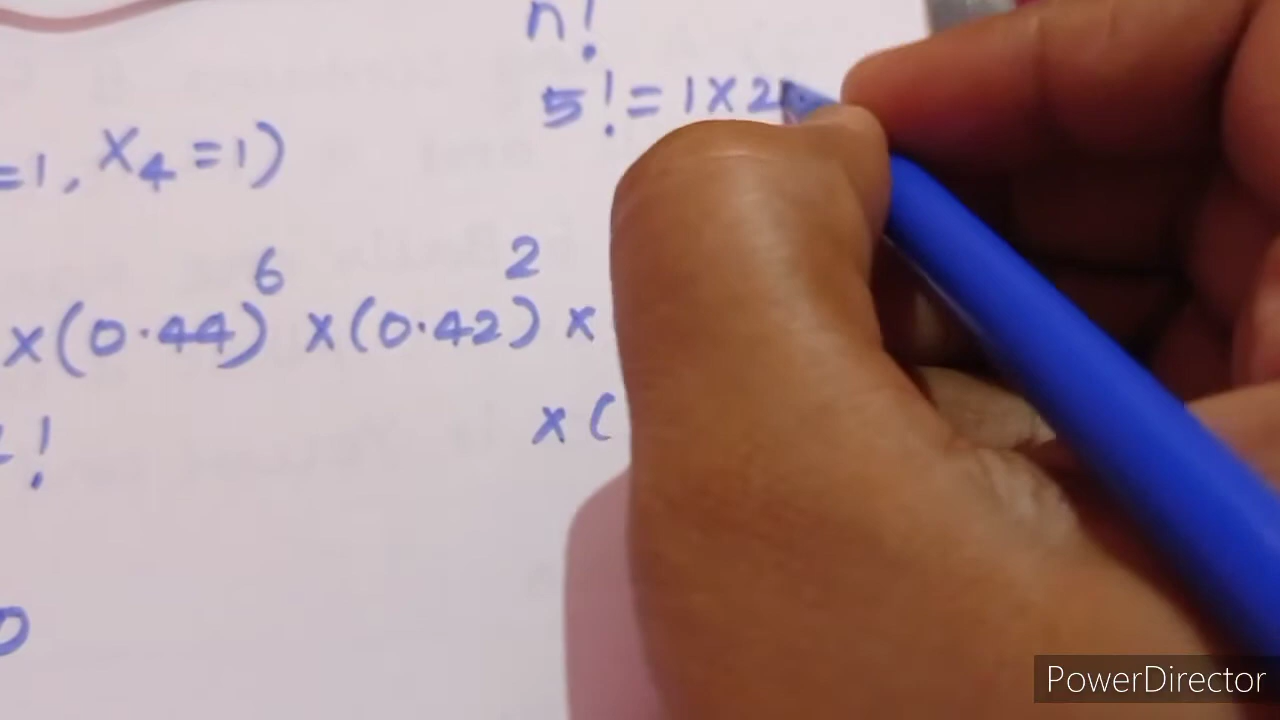 n!
5! = 1 X 2
=1, X₄ =1)
x (0.44)⁶ x (0.42)² x
! x (
PowerDirector